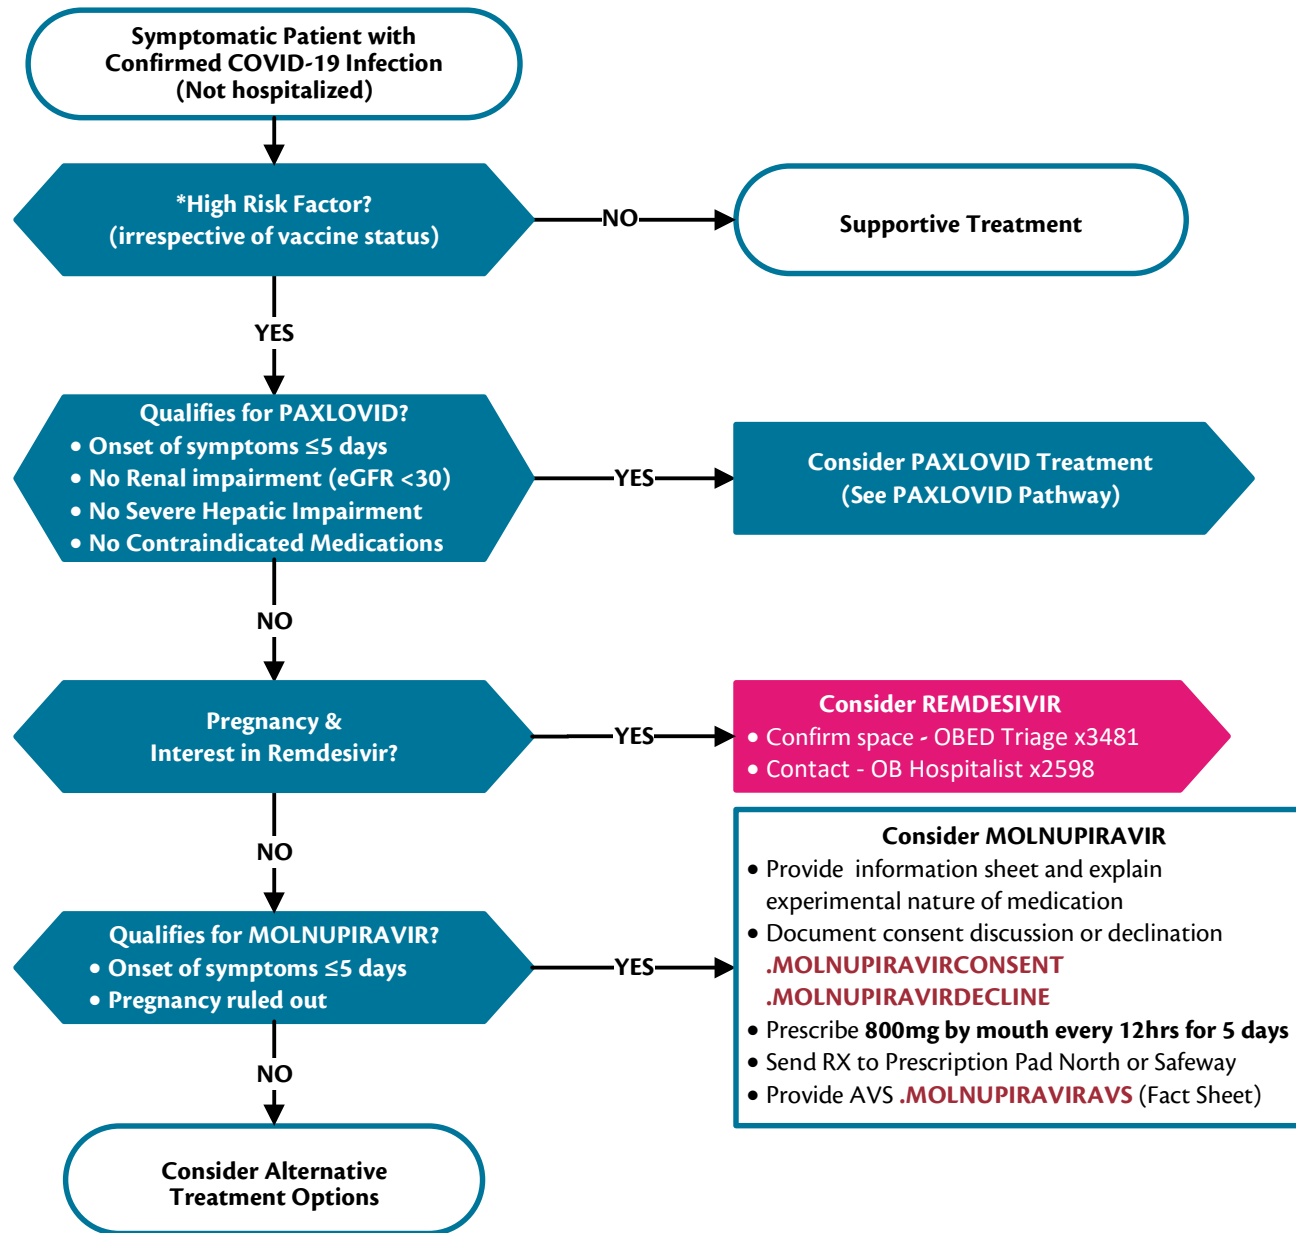 Symptomatic Patient with
Confirmed COVID-19 Infection
(Not hospitalized)
*High Risk Factor?
(irrespective of vaccine status)
NO
Supportive Treatment
YES
Qualifies for PAXLOVID?
• Onset of symptoms ≤5 days
• No Renal impairment (eGFR <30)
• No Severe Hepatic Impairment
• No Contraindicated Medications
YES
Consider PAXLOVID Treatment
(See PAXLOVID Pathway)
NO
Pregnancy &
Interest in Remdesivir?
YES
Consider REMDESIVIR
• Confirm space - OBED Triage x3481
• Contact - OB Hospitalist x2598
NO
Qualifies for MOLNUPIRAVIR?
• Onset of symptoms ≤5 days
• Pregnancy ruled out
YES
Consider MOLNUPIRAVIR
• Provide information sheet and explain
experimental nature of medication
• Document consent discussion or declination
.MOLNUPIRAVIRCONSENT
.MOLNUPIRAVIRDECLINE
• Prescribe 800mg by mouth every 12hrs for 5 days
• Send RX to Prescription Pad North or Safeway
• Provide AVS .MOLNUPIRAVIRAVS (Fact Sheet)
NO
Consider Alternative
Treatment Options